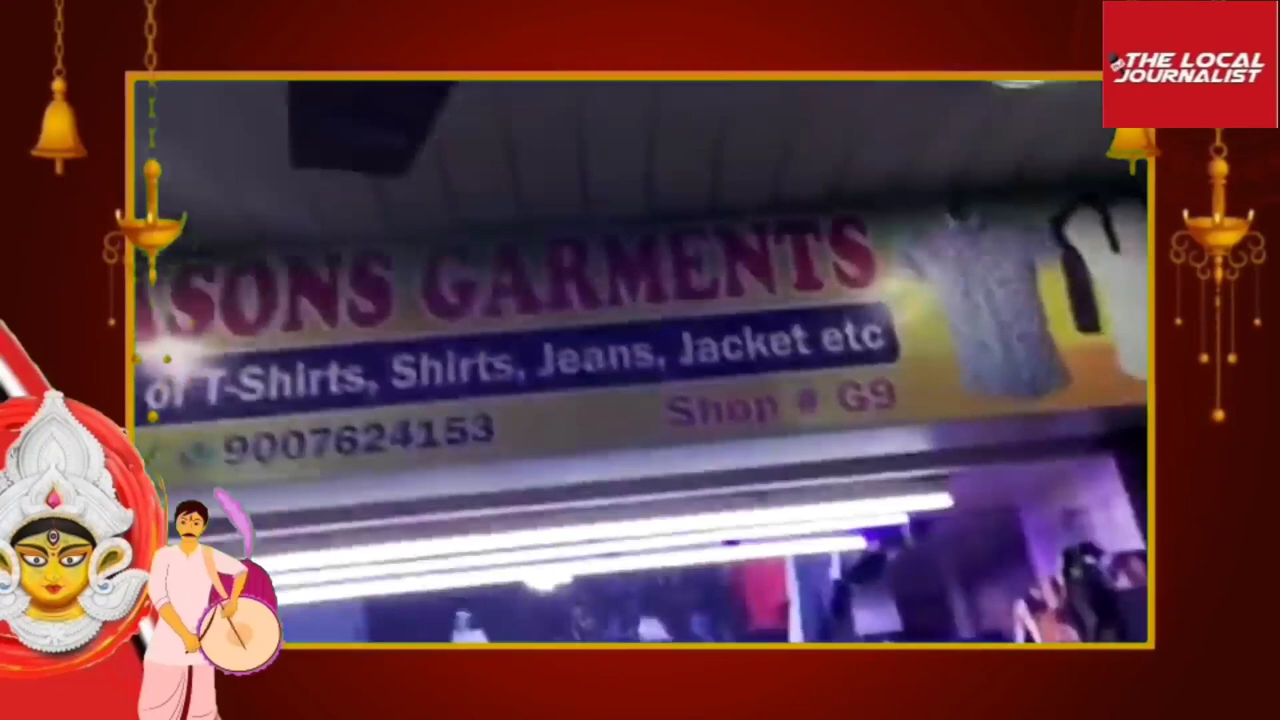 THE LOCAL
JOURNALIST
SONS GARMENTS
of T-Shirts, Shirts, Jeans, Jacket etc
9007624153
Shop # G9